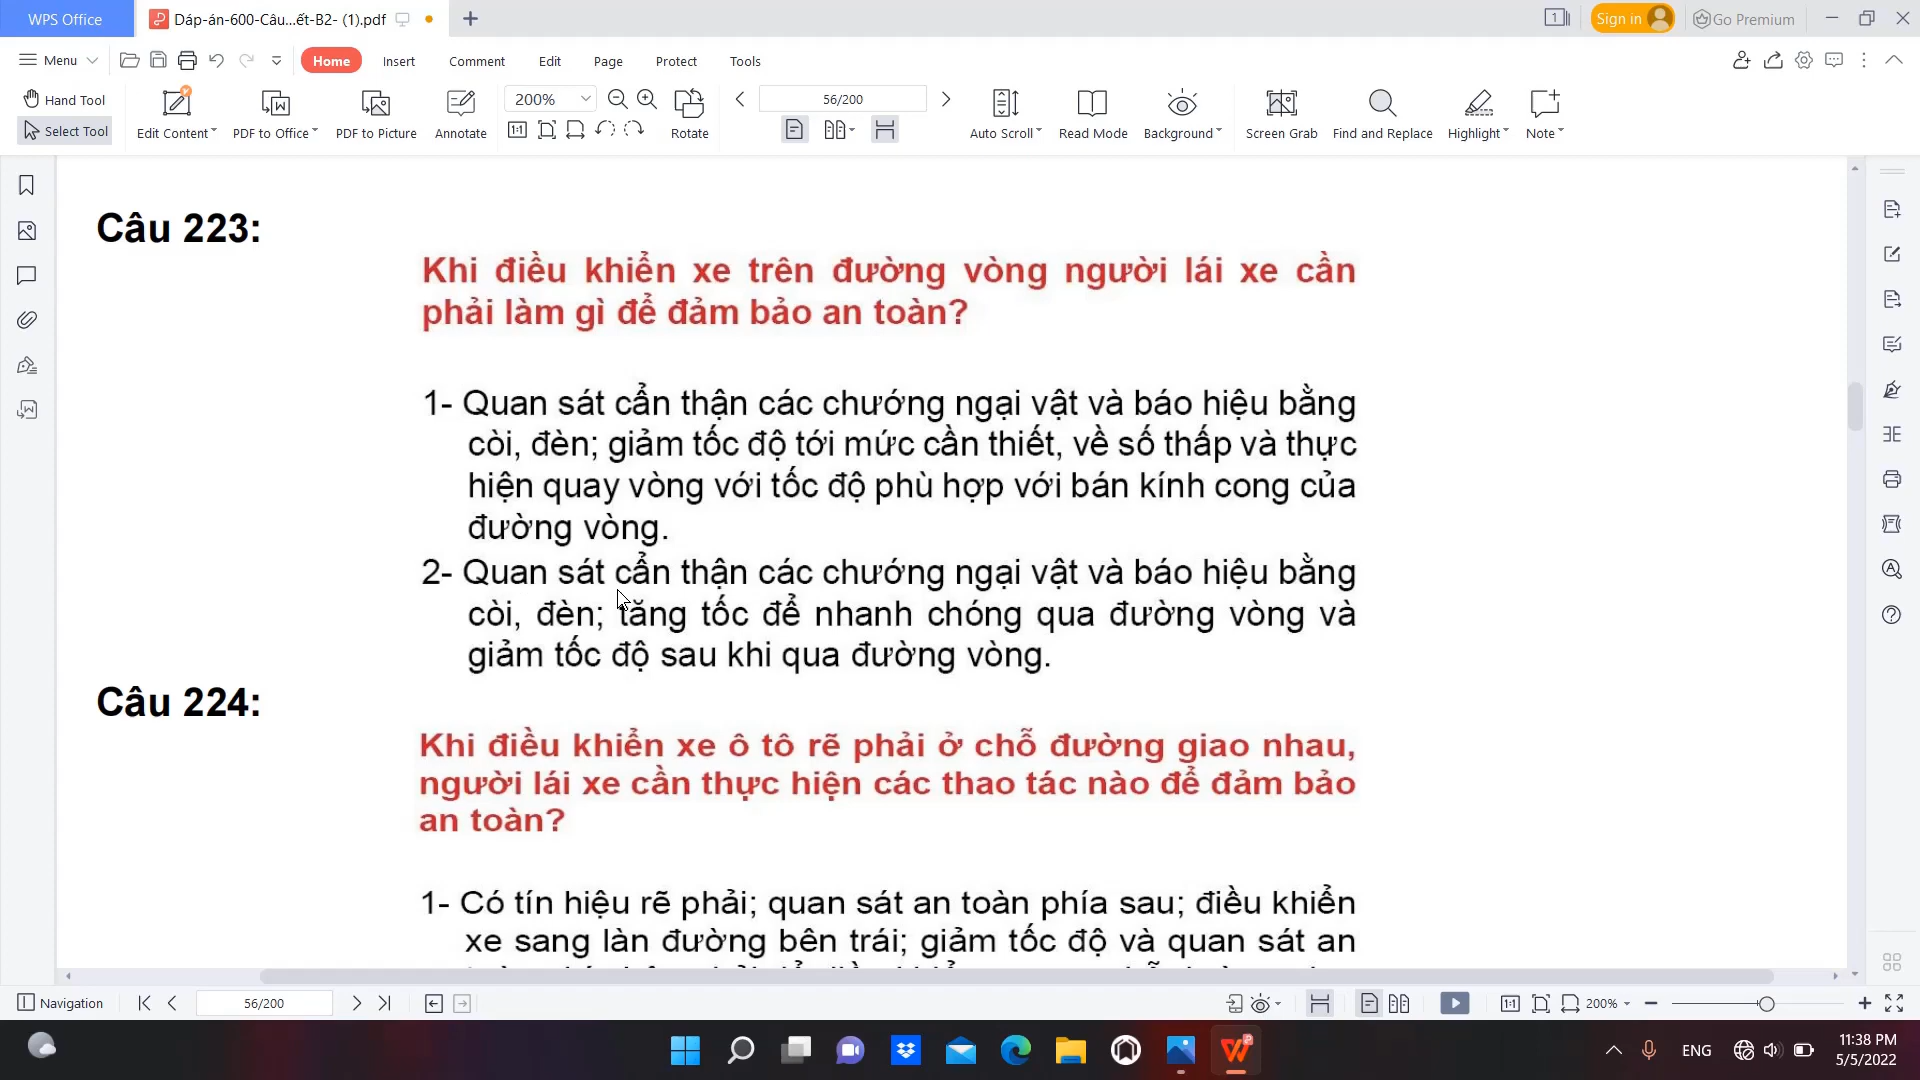 WPS Office
Dáp-án-600-Câu...ết-B2- (1).pdf
Sign in
Go Premium
Menu
Home
Insert
Comment
Edit
Page
Protect
Tools
Hand Tool
Select Tool
Edit Content
PDF to Office
PDF to Picture
Annotate
200%
Rotate
56/200
Auto Scroll
Read Mode
Background
Screen Grab
Find and Replace
Highlight
Note
Câu 223:
Khi điều khiển xe trên đường vòng người lái xe cần
phải làm gì để đảm bảo an toàn?
1- Quan sát cẩn thận các chướng ngại vật và báo hiệu bằng
còi, đèn; giảm tốc độ tới mức cần thiết, về số thấp và thực
hiện quay vòng với tốc độ phù hợp với bán kính cong của
đường vòng.
2- Quan sát cẩn thận các chướng ngại vật và báo hiệu bằng
còi, đèn; tăng tốc để nhanh chóng qua đường vòng và
giảm tốc độ sau khi qua đường vòng.
Câu 224:
Khi điều khiển xe ô tô rẽ phải ở chỗ đường giao nhau,
người lái xe cần thực hiện các thao tác nào để đảm bảo
an toàn?
1- Có tín hiệu rẽ phải; quan sát an toàn phía sau; điều khiển
xe sang làn đường bên trái; giảm tốc độ và quan sát an
Navigation
56/200
200%
ENG
11:38 PM
5/5/2022